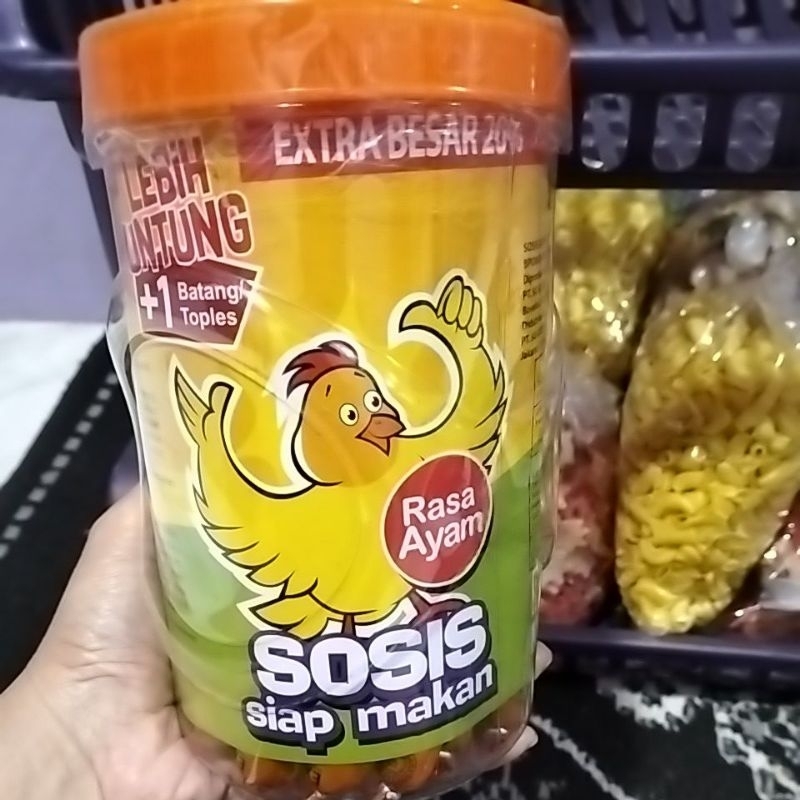 EXTRA BESAR 20%
LEBiH
UNTUNG
+1 Batang/
Toples
Rasa
Ayam
SOSIS
siap makan